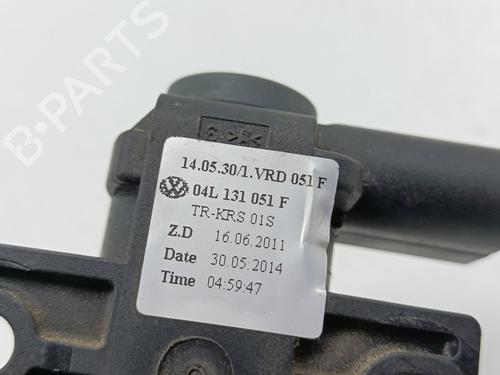 B-PARTS
14.05.30/1.VRD 051 F
04L 131 051 F
TR-KRS 01S
Z.D 16.06.2011
Date 30.05.2014
Time 04:59:47